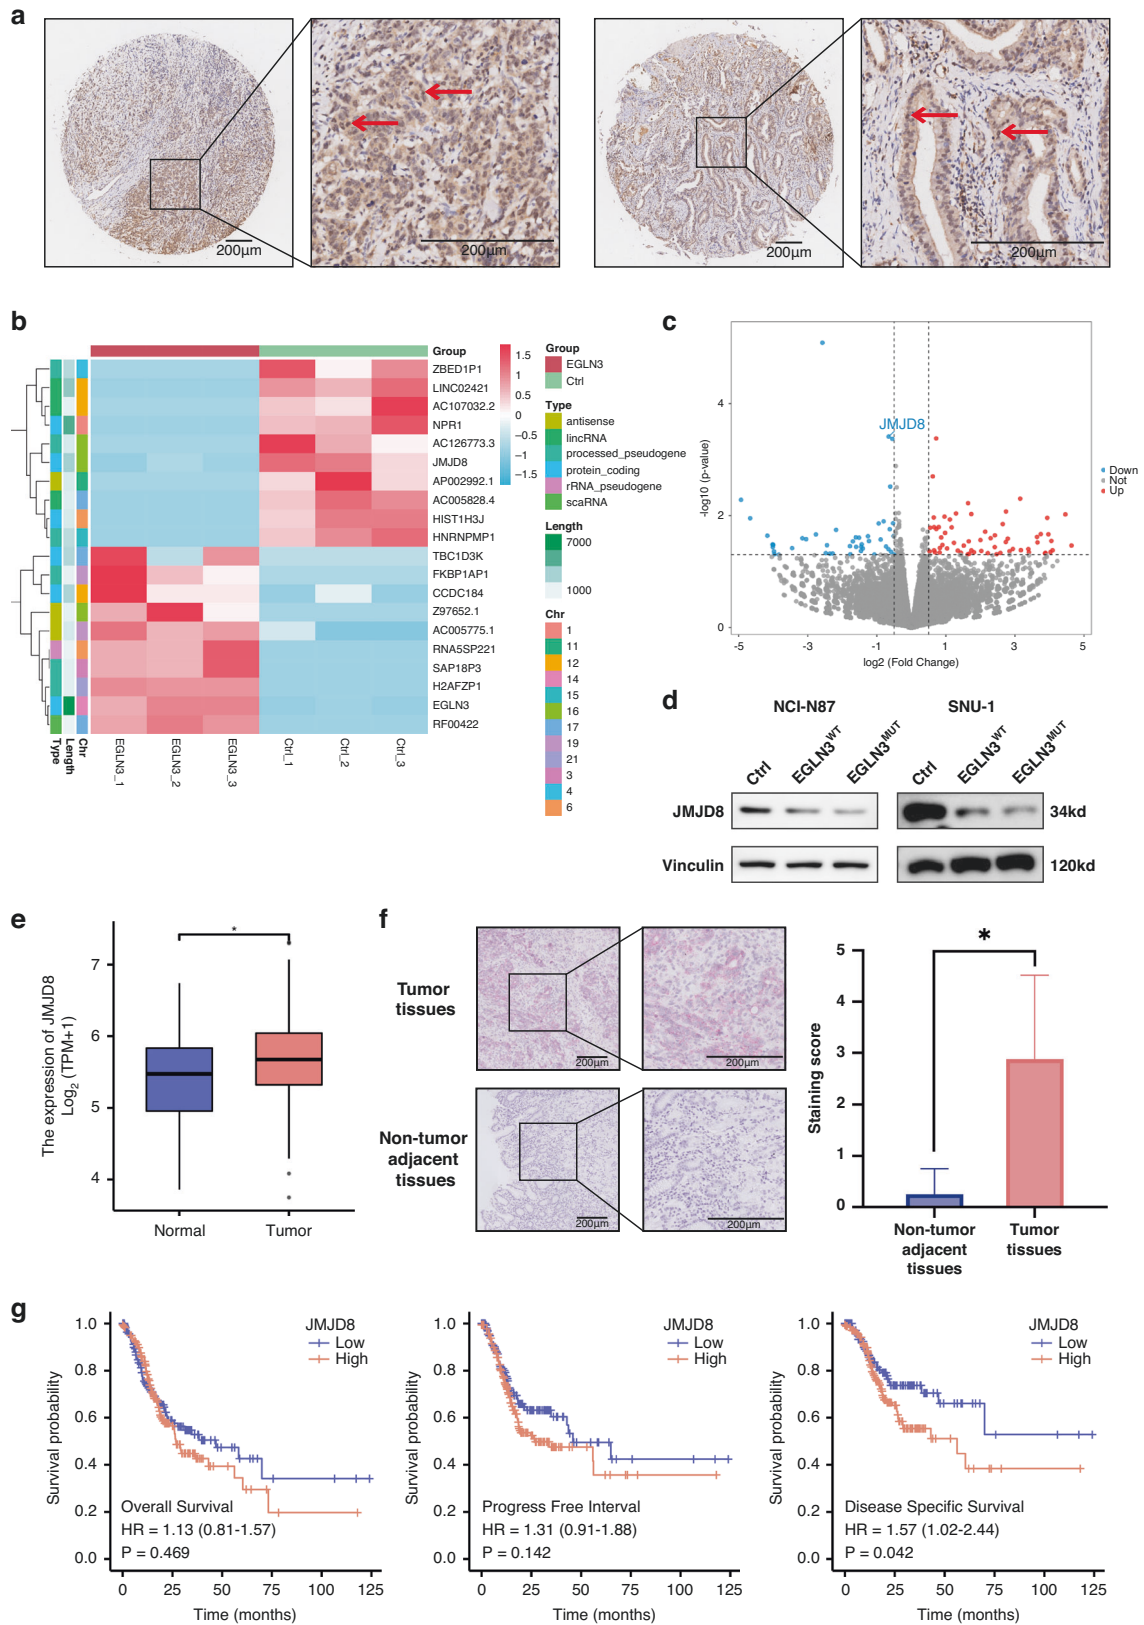 a
200μm
200μm
200μm
200μm
b
Group
ZBED1P1
LINC02421
AC107032.2
NPR1
AC126773.3
JMJD8
AP002992.1
AC005828.4
HIST1H3J
HNRNPMP1
TBC1D3K
FKBP1AP1
CCDC184
Z97652.1
AC005775.1
RNA5SP221
SAP18P3
H2AFZP1
EGLN3
RF00422
Type
Length
Chr
EGLN3_1
EGLN3_2
EGLN3_3
Ctrl_1
Ctrl_2
Ctrl_3
1.5
1
0.5
0
−0.5
−1
−1.5
Group
EGLN3
Ctrl
Type
antisense
lincRNA
processed_pseudogene
protein_coding
rRNA_pseudogene
scaRNA
Length
7000
1000
Chr
1
11
12
14
15
16
17
19
21
3
4
6
c
-log10 (p-value)
4
2
0
JMJD8
-5
-3
-1
1
3
5
log2 (Fold Change)
Down
Not
Up
d
NCI-N87
SNU-1
Ctrl
EGLN3WT
EGLN3MUT
Ctrl
EGLN3WT
EGLN3MUT
JMJD8
34kd
Vinculin
120kd
e
The expression of JMJD8
Log2 (TPM+1)
7
6
5
4
*
Normal
Tumor
f
Tumor
tissues
200μm
200μm
Non-tumor
adjacent
tissues
200μm
200μm
Staining score
5
4
3
2
1
0
*
Non-tumor
adjacent
tissues
Tumor
tissues
g
Survival probability
1.0
0.8
0.6
0.4
0.2
0.0
JMJD8
Low
High
Overall Survival
HR = 1.13 (0.81-1.57)
P = 0.469
0
25
50
75
100
125
Time (months)
Survival probability
1.0
0.8
0.6
0.4
0.2
0.0
JMJD8
Low
High
Progress Free Interval
HR = 1.31 (0.91-1.88)
P = 0.142
0
25
50
75
100
125
Time (months)
Survival probability
1.0
0.8
0.6
0.4
0.2
0.0
JMJD8
Low
High
Disease Specific Survival
HR = 1.57 (1.02-2.44)
P = 0.042
0
25
50
75
100
125
Time (months)